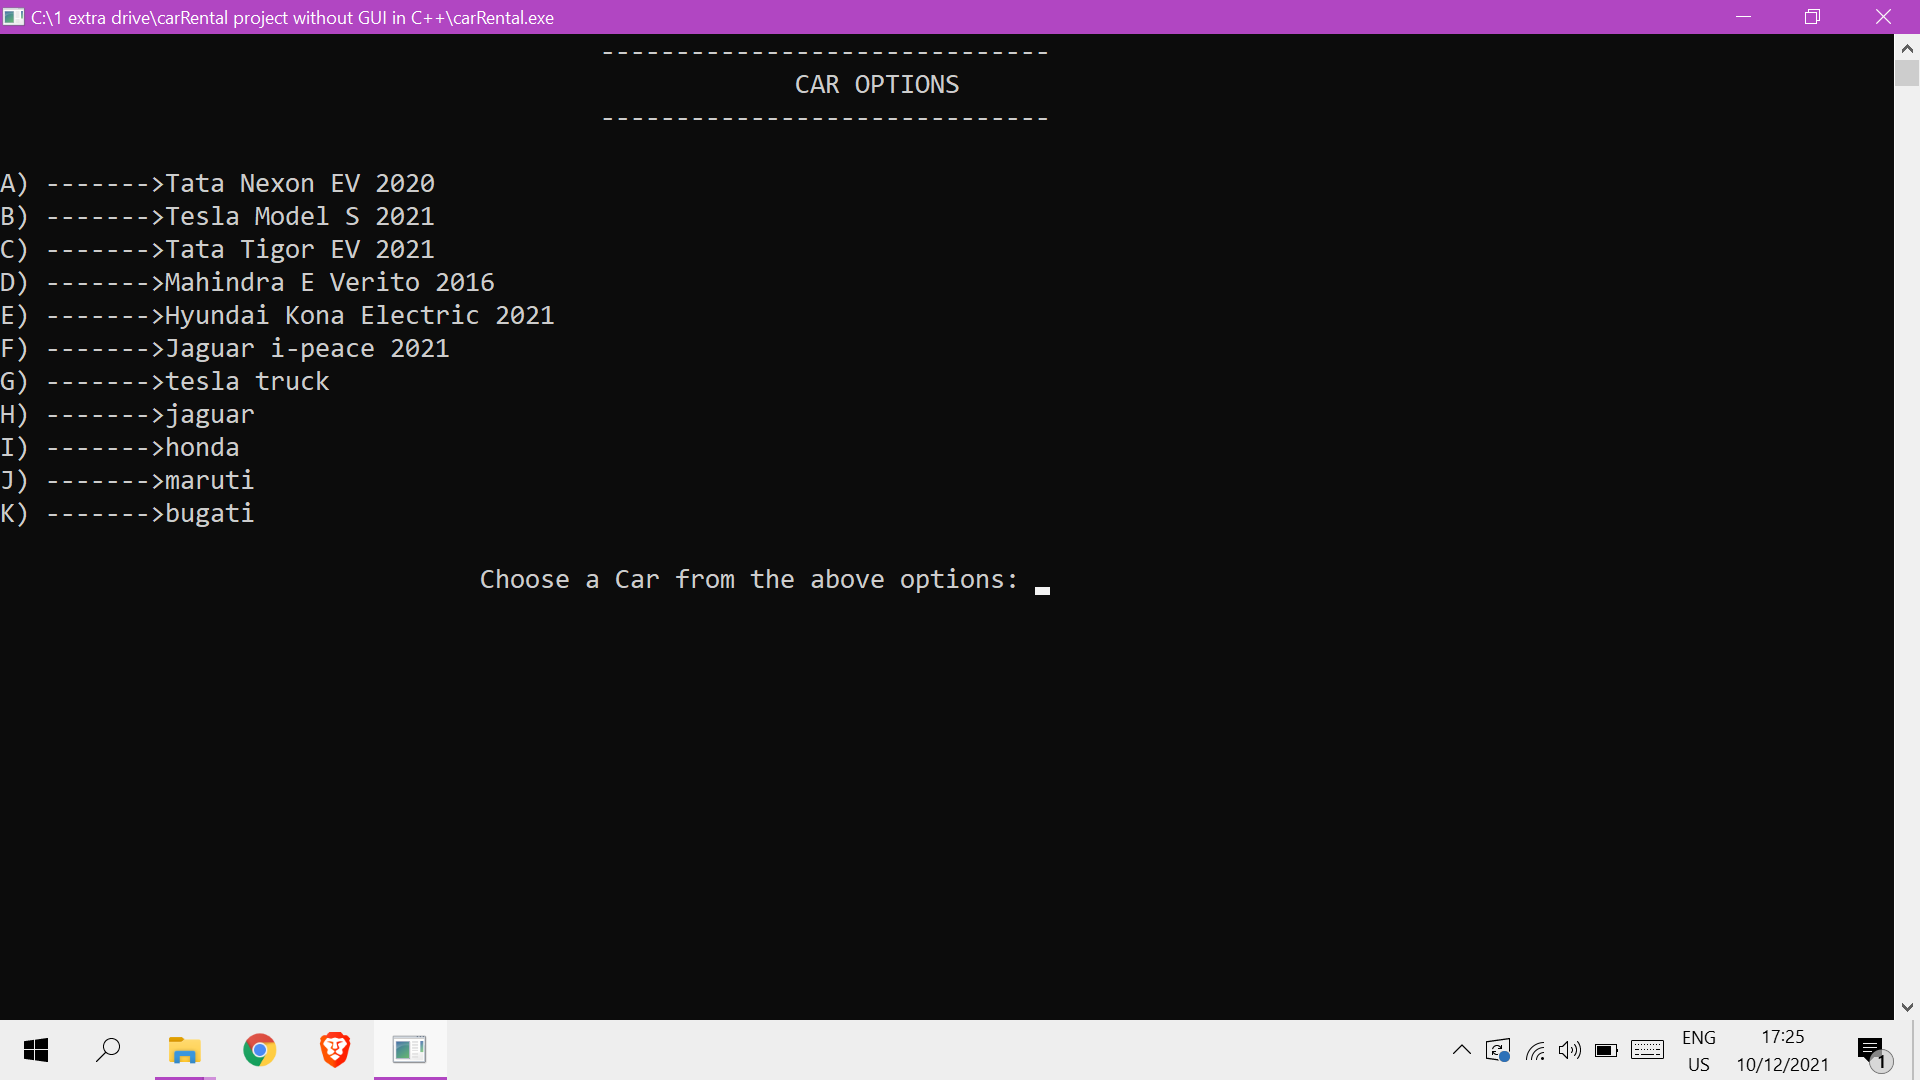 C:\1 extra drive\carRental project without GUI in C++\carRental.exe
------------------------------
CAR OPTIONS
------------------------------
A) ------->Tata Nexon EV 2020
B) ------->Tesla Model S 2021
C) ------->Tata Tigor EV 2021
D) ------->Mahindra E Verito 2016
E) ------->Hyundai Kona Electric 2021
F) ------->Jaguar i-peace 2021
G) ------->tesla truck
H) ------->jaguar
I) ------->honda
J) ------->maruti
K) ------->bugati
Choose a Car from the above options:
ENG
US
17:25
10/12/2021
1